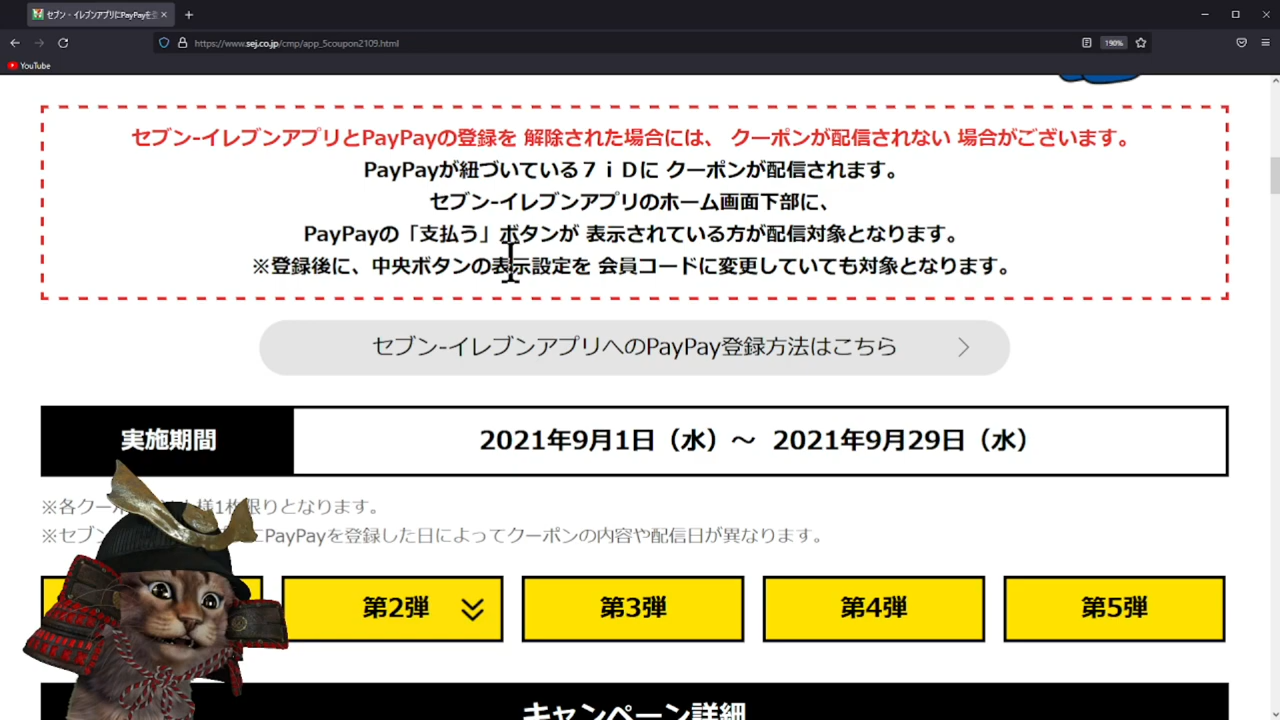 セブン‐イレブンアプリにPayPayを
https://www.sej.co.jp/cmp/app_5coupon2109.html
190%
YouTube
セブン-イレブンアプリとPayPayの登録を 解除された場合には、 クーポンが配信されない 場合がございます。
PayPayが紐づいている７ｉＤに クーポンが配信されます。
セブン-イレブンアプリのホーム画面下部に、
PayPayの「支払う」ボタンが 表示されている方が配信対象となります。
※登録後に、中央ボタンの表示設定を 会員コードに変更していても対象となります。
セブン-イレブンアプリへのPayPay登録方法はこちら
実施期間
2021年9月1日（水）～ 2021年9月29日（水）
※各クー 様1枚限りとなります。
※セブン にPayPayを登録した日によってクーポンの内容や配信日が異なります。
第2弾
第3弾
第4弾
第5弾
キャンペーン詳細